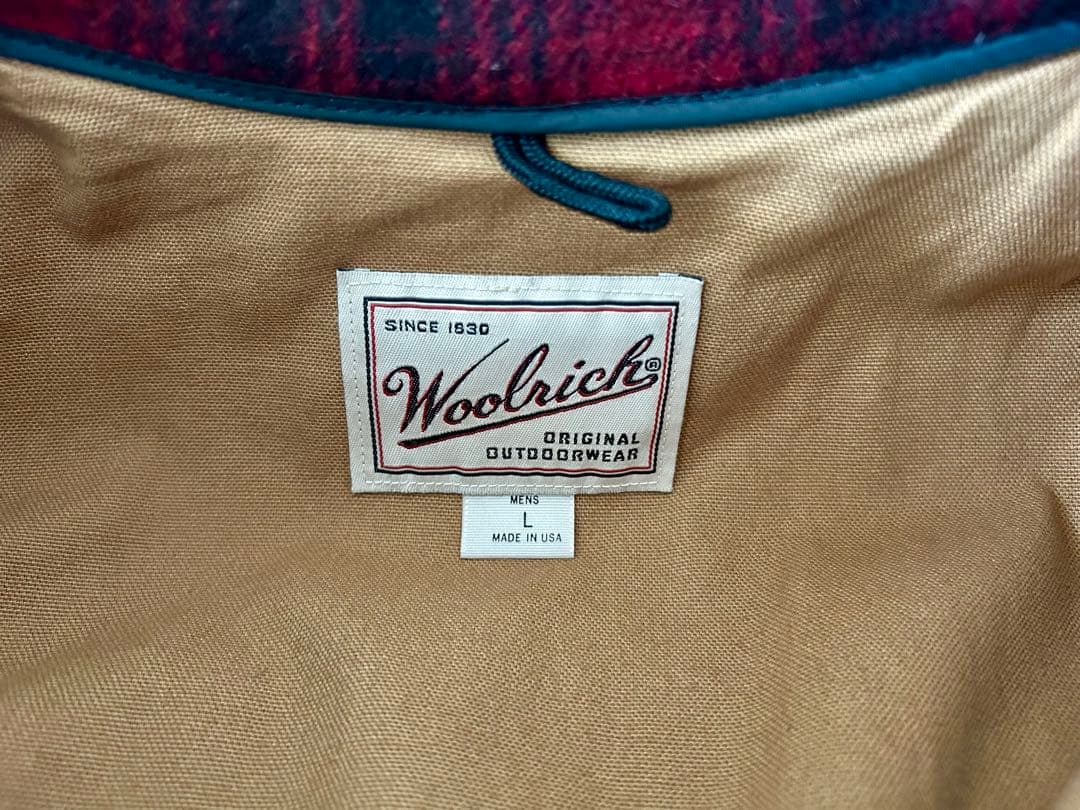 SINCE 1830
Woolrich®
ORIGINAL
OUTDOORWEAR
MENS
L
MADE IN USA